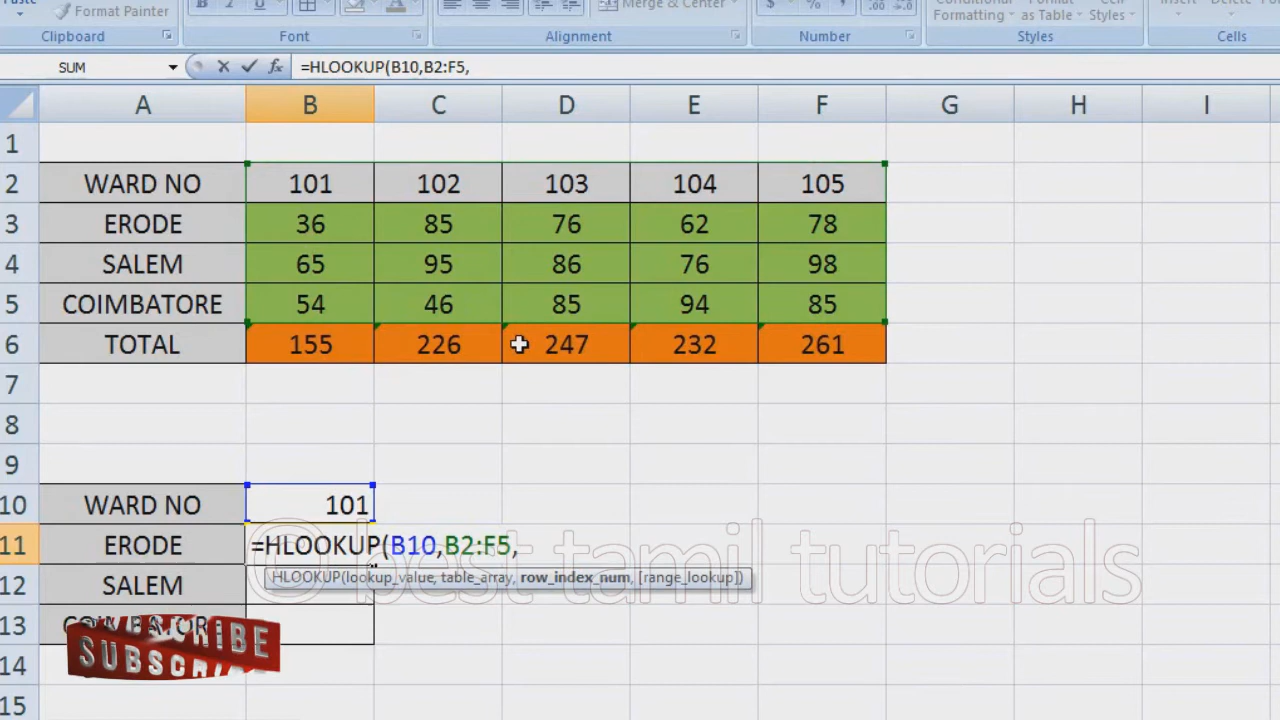 Paste
Format Painter
B I U
Merge & Center
$ % ,
Conditional Format Cell
Formatting as Table Styles
Insert Delete
Clipboard Font Alignment Number Styles Cells
SUM fx =HLOOKUP(B10,B2:F5,
A B C D E F G H I
1
2 WARD NO 101 102 103 104 105
3 ERODE 36 85 76 62 78
4 SALEM 65 95 86 76 98
5 COIMBATORE 54 46 85 94 85
6 TOTAL 155 226 247 232 261
7
8
9
10 WARD NO 101
11 ERODE =HLOOKUP(B10,B2:F5,
© best tamil tutorials
HLOOKUP(lookup_value, table_array, row_index_num, [range_lookup])
12 SALEM
13 COIMBATORE
SUBSCRIBE
14
15